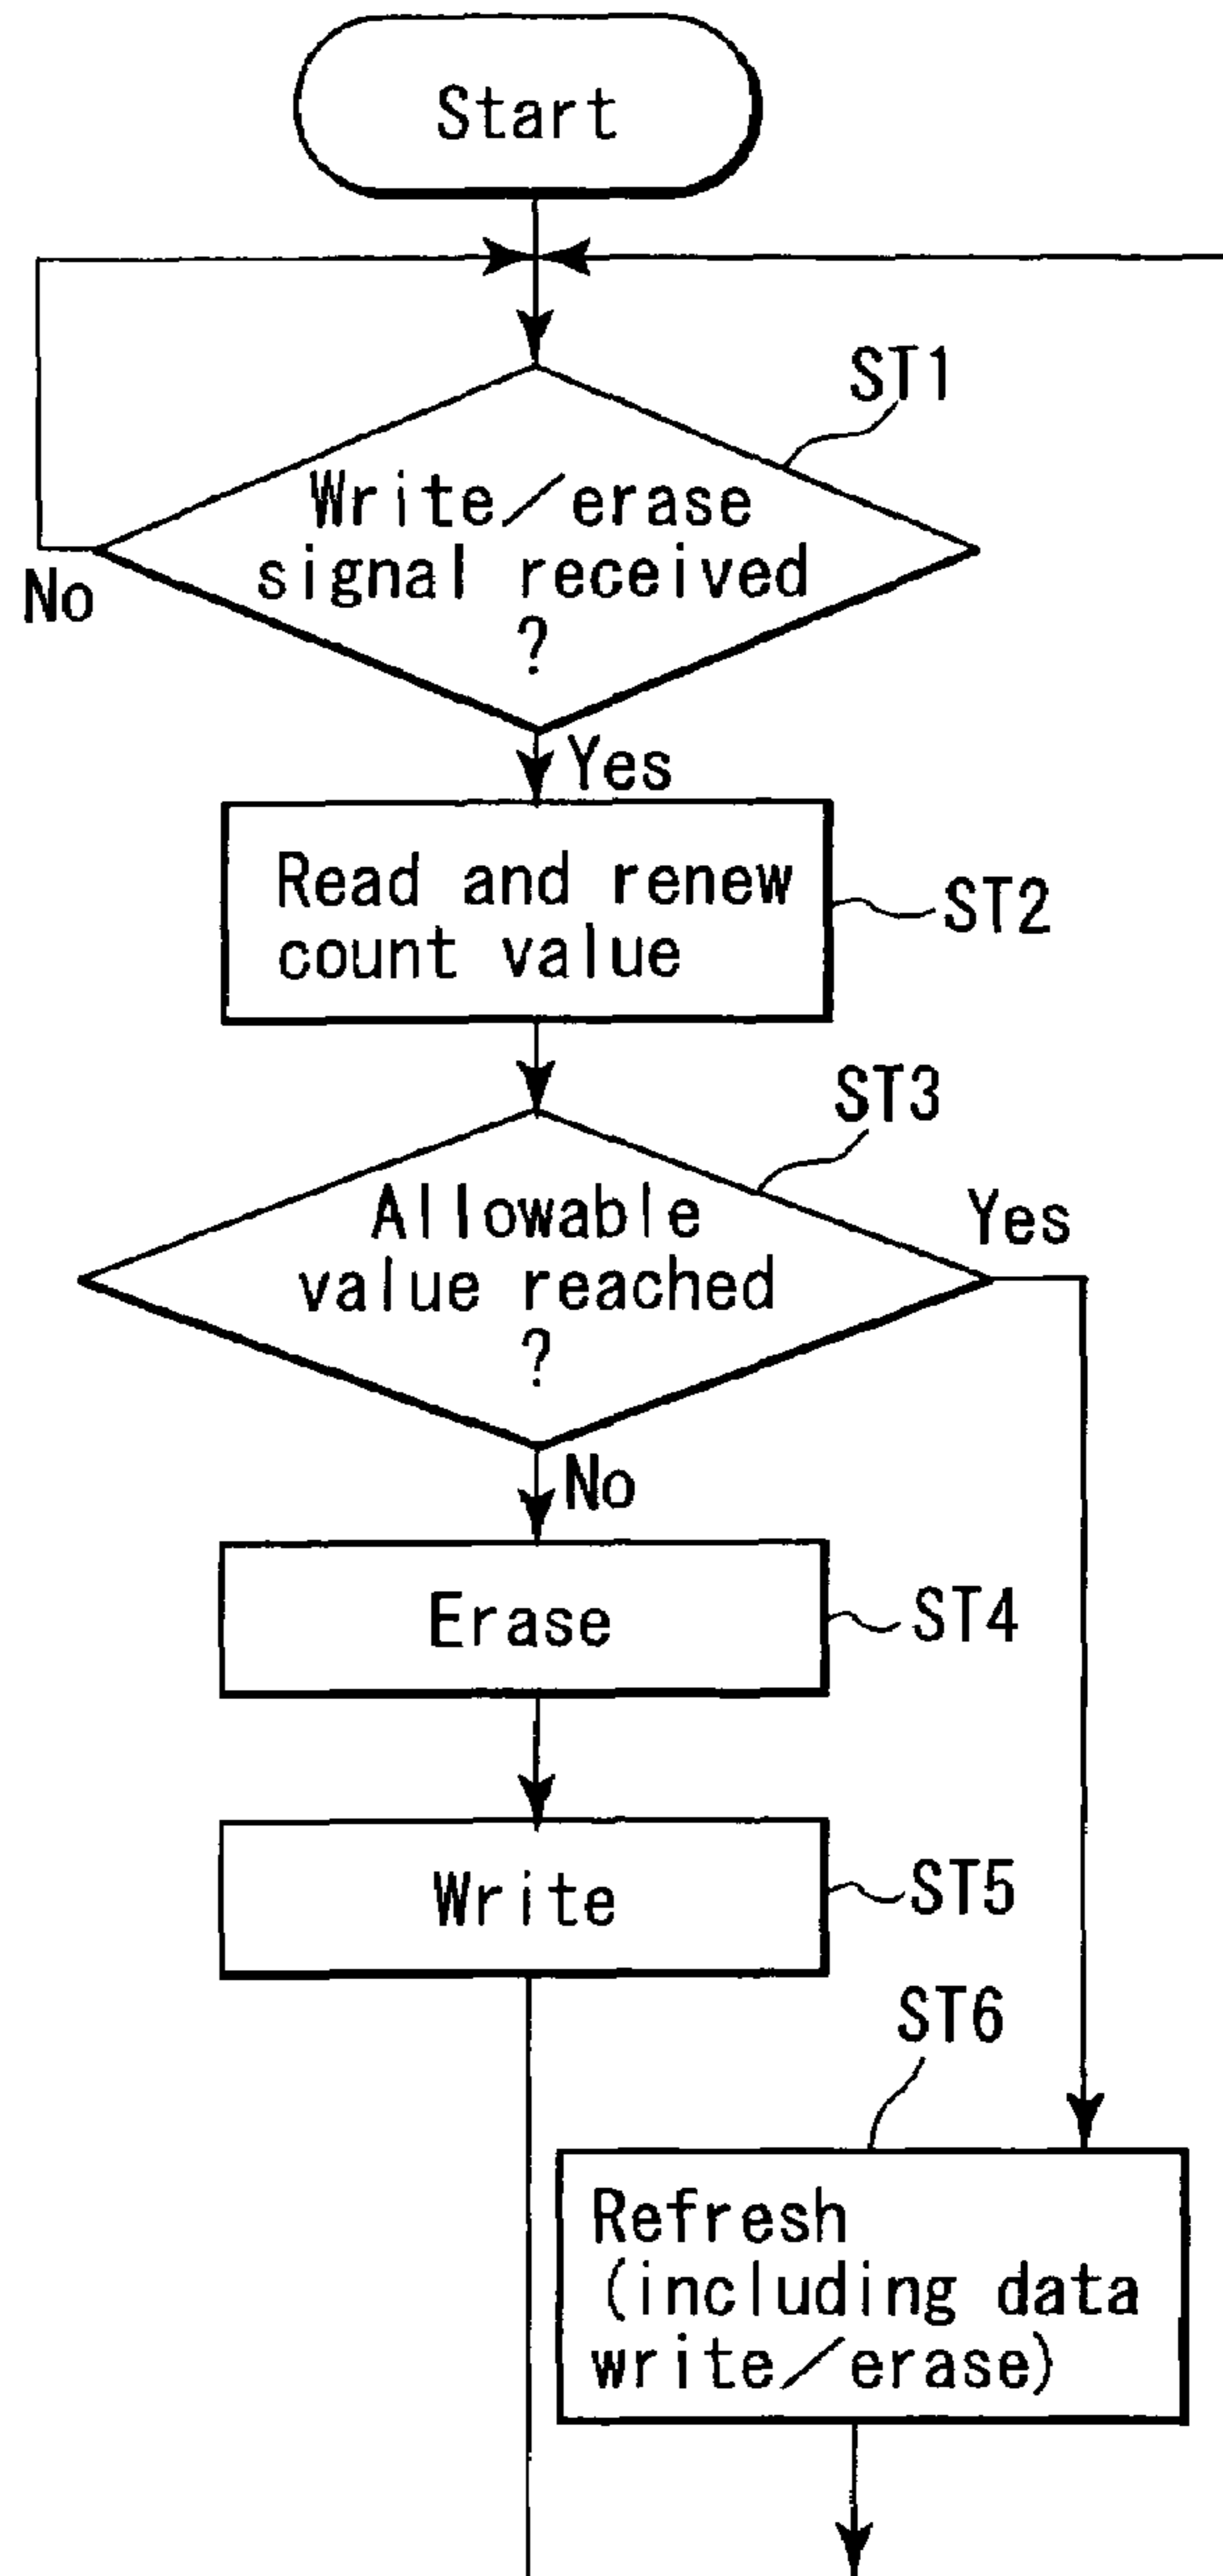 Start
ST1
Write/erase
signal received
?
No
Yes
Read and renew
count value
ST2
ST3
Allowable
value reached
?
Yes
No
Erase
ST4
Write
ST5
ST6
Refresh
(including data
write/erase)